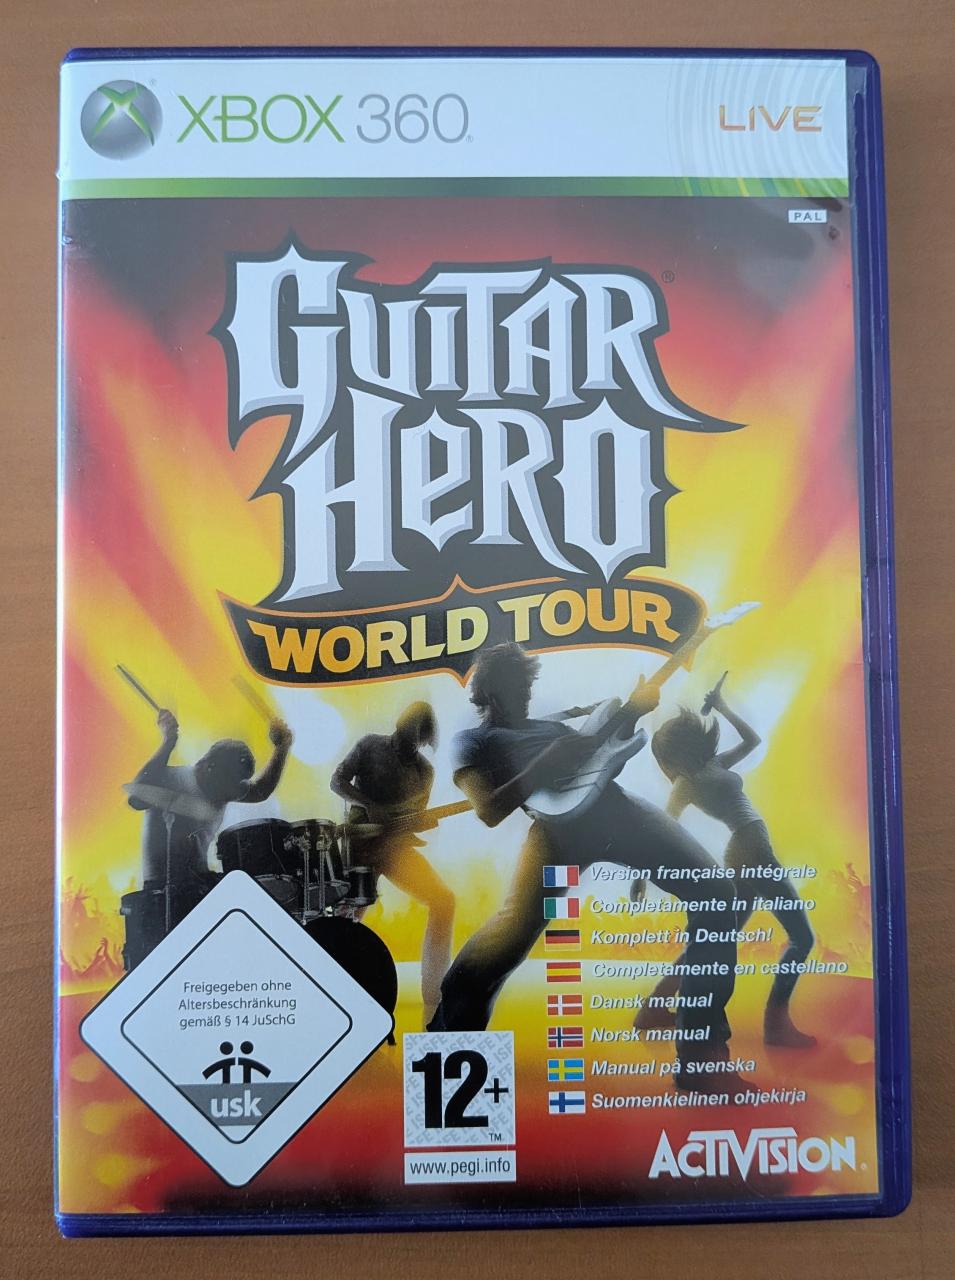 XBOX 360®
LIVE
PAL
GUITAR®
HERO
WORLD TOUR
Version française intégrale
Completamente in italiano
Komplett in Deutsch!
Completamente en castellano
Dansk manual
Norsk manual
Manual på svenska
Suomenkielinen ohjekirja
Freigegeben ohne
Altersbeschränkung
gemäß § 14 JuSchG
usk
ISFE
12+
TM
www.pegi.info
ACTIVISION®